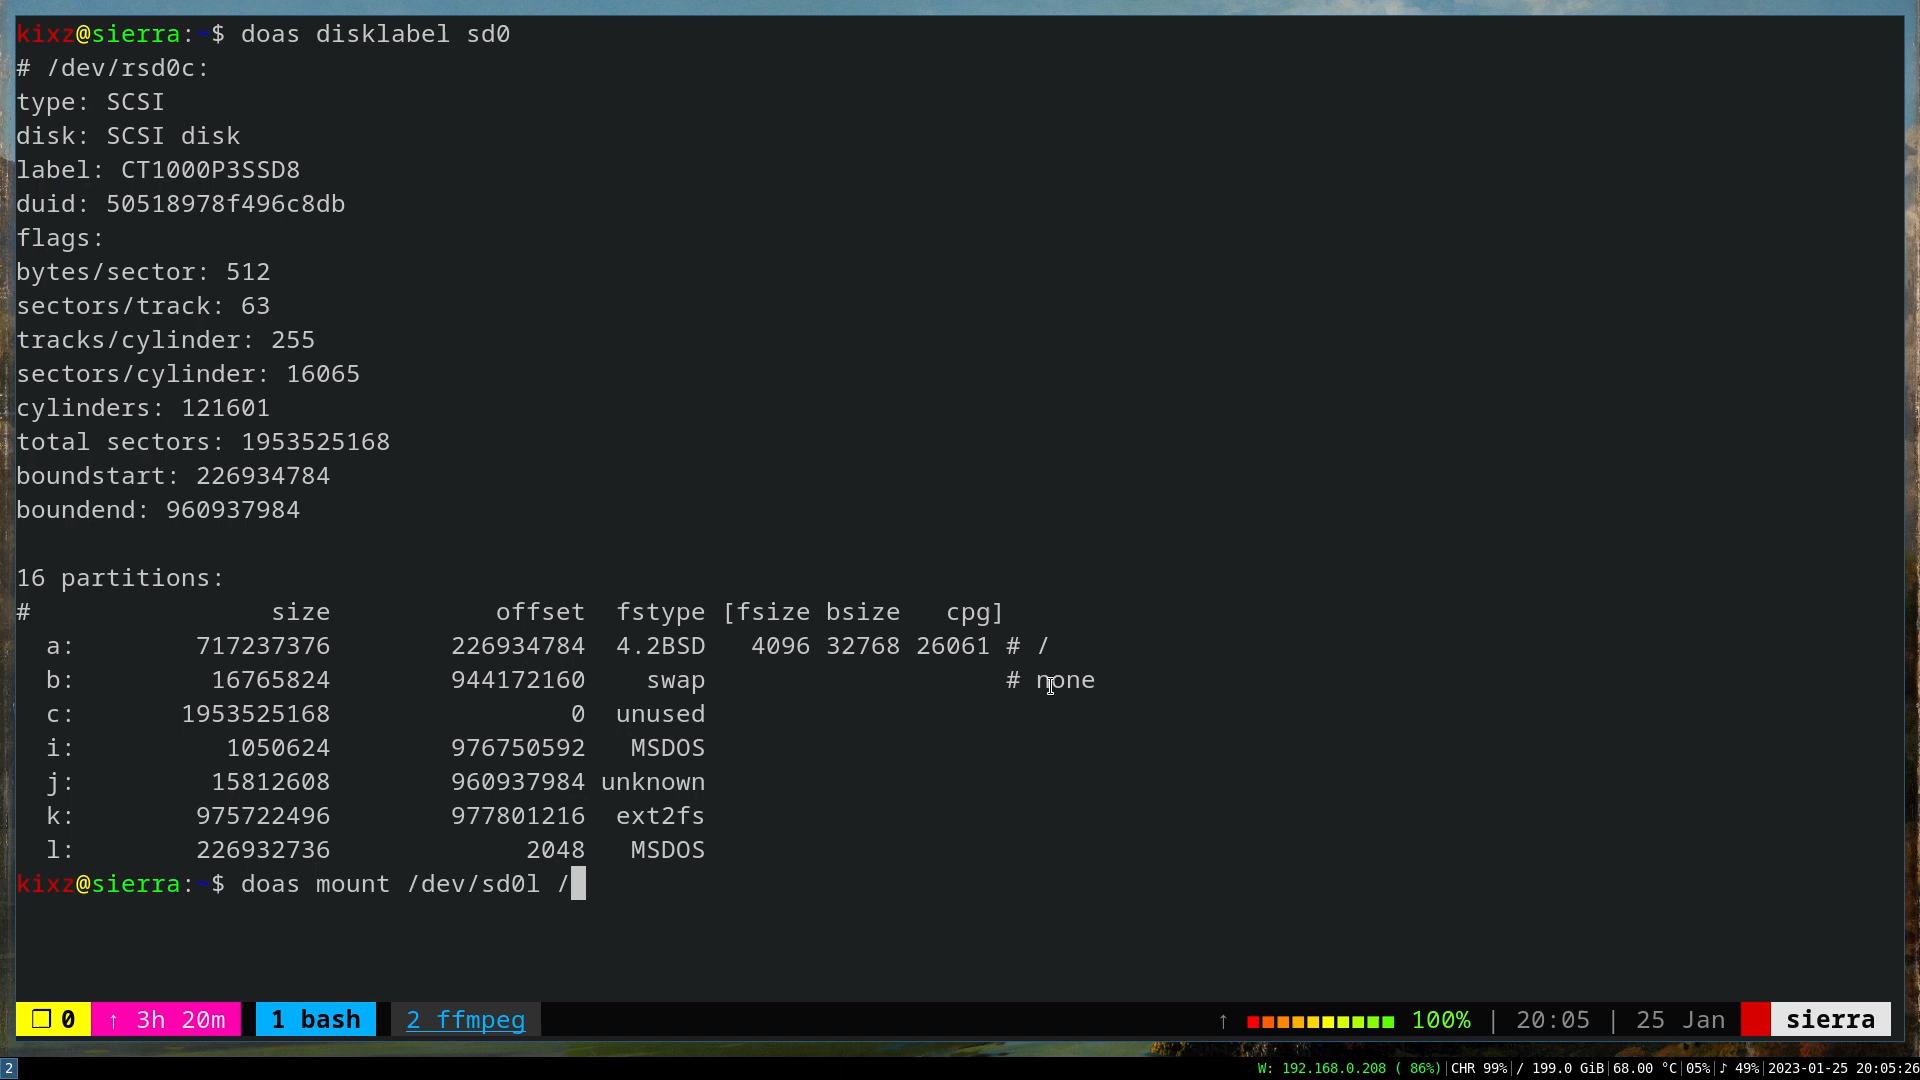 kixz@sierra:~$ doas disklabel sd0
# /dev/rsd0c:
type: SCSI
disk: SCSI disk
label: CT1000P3SSD8
duid: 50518978f496c8db
flags:
bytes/sector: 512
sectors/track: 63
tracks/cylinder: 255
sectors/cylinder: 16065
cylinders: 121601
total sectors: 1953525168
boundstart: 226934784
boundend: 960937984

16 partitions:
#                size           offset  fstype [fsize bsize   cpg]
  a:        717237376        226934784  4.2BSD   4096 32768 26061 # /
  b:         16765824        944172160    swap                    # none
  c:       1953525168                0  unused
  i:          1050624        976750592   MSDOS
  j:         15812608        960937984 unknown
  k:        975722496        977801216  ext2fs
  l:        226932736             2048   MSDOS
kixz@sierra:~$ doas mount /dev/sd0l /
❐ 0 ↑ 3h 20m 1 bash 2 ffmpeg ↑ 100% | 20:05 | 25 Jan sierra
2 W: 192.168.0.208 ( 86%)|CHR 99%|/ 199.0 GiB|68.00 °C|05%|♪ 49%|2023-01-25 20:05:26